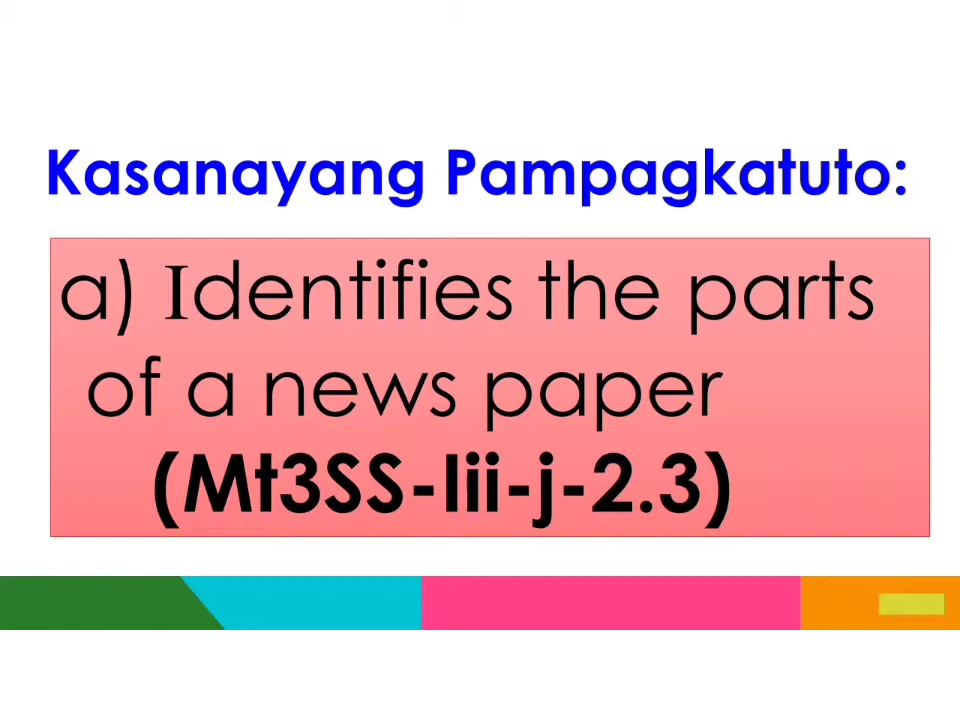 Kasanayang Pampagkatuto:
a) Identifies the parts
of a news paper
(Mt3SS-Iii-j-2.3)